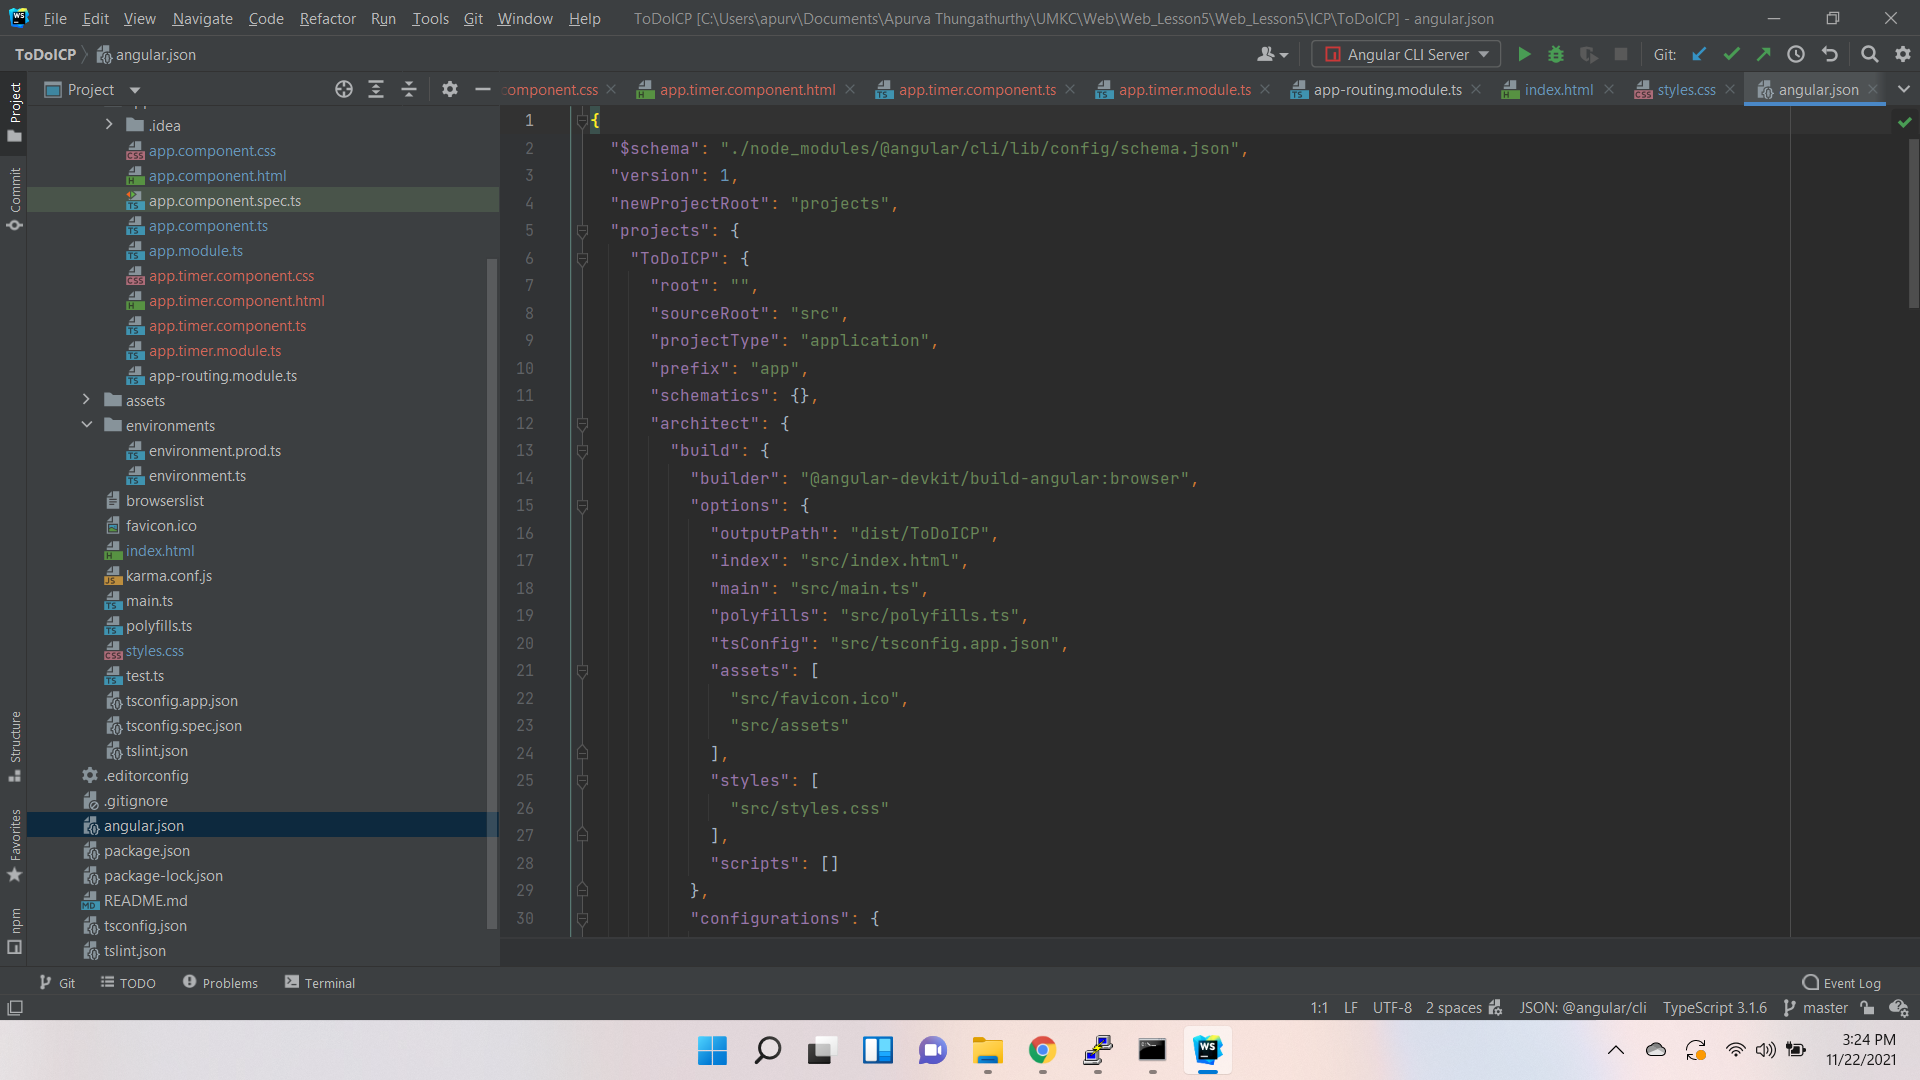 File Edit View Navigate Code Refactor Run Tools Git Window Help ToDoICP [C:\Users\apurv\Documents\Apurva Thungathurthy\UMKC\Web\Web_Lesson5\Web_Lesson5\ICP\ToDoICP] - angular.json
ToDoICP angular.json Angular CLI Server Git:
Project component.css app.timer.component.html app.timer.component.ts app.timer.module.ts app-routing.module.ts index.html styles.css angular.json
Project
Commit
Structure
Favorites
npm
.idea
app.component.css
app.component.html
app.component.spec.ts
app.component.ts
app.module.ts
app.timer.component.css
app.timer.component.html
app.timer.component.ts
app.timer.module.ts
app-routing.module.ts
assets
environments
environment.prod.ts
environment.ts
browserslist
favicon.ico
index.html
karma.conf.js
main.ts
polyfills.ts
styles.css
test.ts
tsconfig.app.json
tsconfig.spec.json
tslint.json
.editorconfig
.gitignore
angular.json
package.json
package-lock.json
README.md
tsconfig.json
tslint.json
1 {
2 "$schema": "./node_modules/@angular/cli/lib/config/schema.json",
3 "version": 1,
4 "newProjectRoot": "projects",
5 "projects": {
6 "ToDoICP": {
7 "root": "",
8 "sourceRoot": "src",
9 "projectType": "application",
10 "prefix": "app",
11 "schematics": {},
12 "architect": {
13 "build": {
14 "builder": "@angular-devkit/build-angular:browser",
15 "options": {
16 "outputPath": "dist/ToDoICP",
17 "index": "src/index.html",
18 "main": "src/main.ts",
19 "polyfills": "src/polyfills.ts",
20 "tsConfig": "src/tsconfig.app.json",
21 "assets": [
22 "src/favicon.ico",
23 "src/assets"
24 ],
25 "styles": [
26 "src/styles.css"
27 ],
28 "scripts": []
29 },
30 "configurations": {
Git TODO Problems Terminal Event Log
1:1 LF UTF-8 2 spaces JSON: @angular/cli TypeScript 3.1.6 master
WS
3:24 PM
11/22/2021